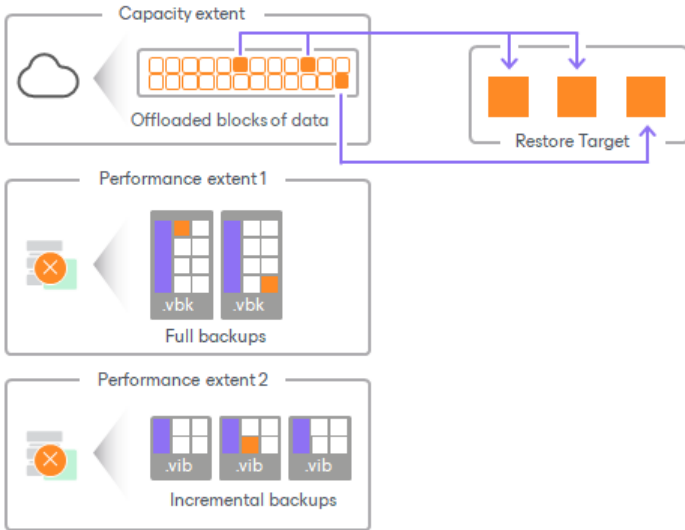 Capacity extent
Offloaded blocks of data
Restore Target
Performance extent 1
.vbk
.vbk
Full backups
Performance extent 2
.vib
.vib
.vib
Incremental backups